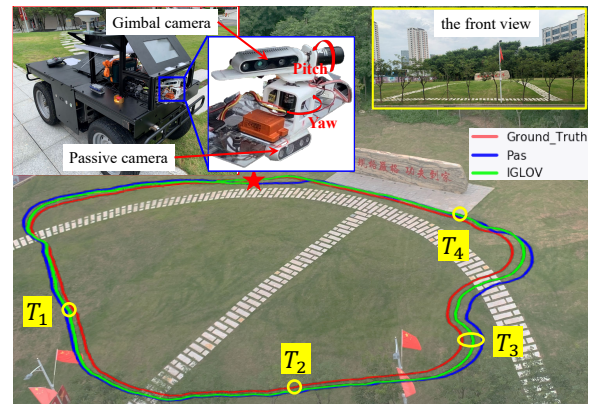 Gimbal camera
Pitch
Yaw
Passive camera
the front view
Ground_Truth
Pas
IGLOV
T₄
T₁
T₃
T₂